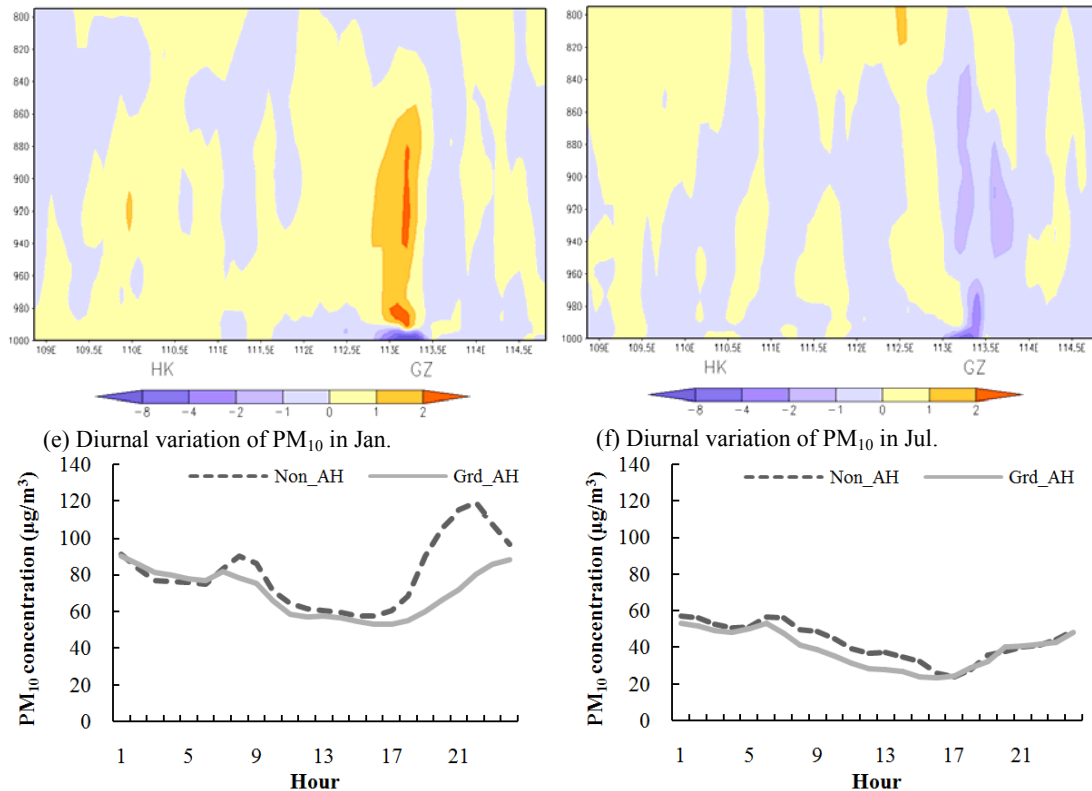 800
820
840
860
880
900
920
940
960
980
1000
109E 109.5E 110E 110.5E 111E 111.5E 112E 112.5E 113E 113.5E 114E 114.5E
HK GZ
−8 −4 −2 −1 0 1 2
800
820
840
860
880
900
920
940
960
980
1000
109E 109.5E 110E 110.5E 111E 111.5E 112E 112.5E 113E 113.5E 114E 114.5E
HK GZ
−8 −4 −2 −1 0 1 2
(e) Diurnal variation of PM₁₀ in Jan.
PM₁₀ concentration (µg/m³)
140
120
100
80
60
40
20
0
Non_AH Grd_AH
1 5 9 13 17 21
Hour
(f) Diurnal variation of PM₁₀ in Jul.
PM₁₀ concentration (µg/m³)
140
120
100
80
60
40
20
0
Non_AH Grd_AH
1 5 9 13 17 21
Hour